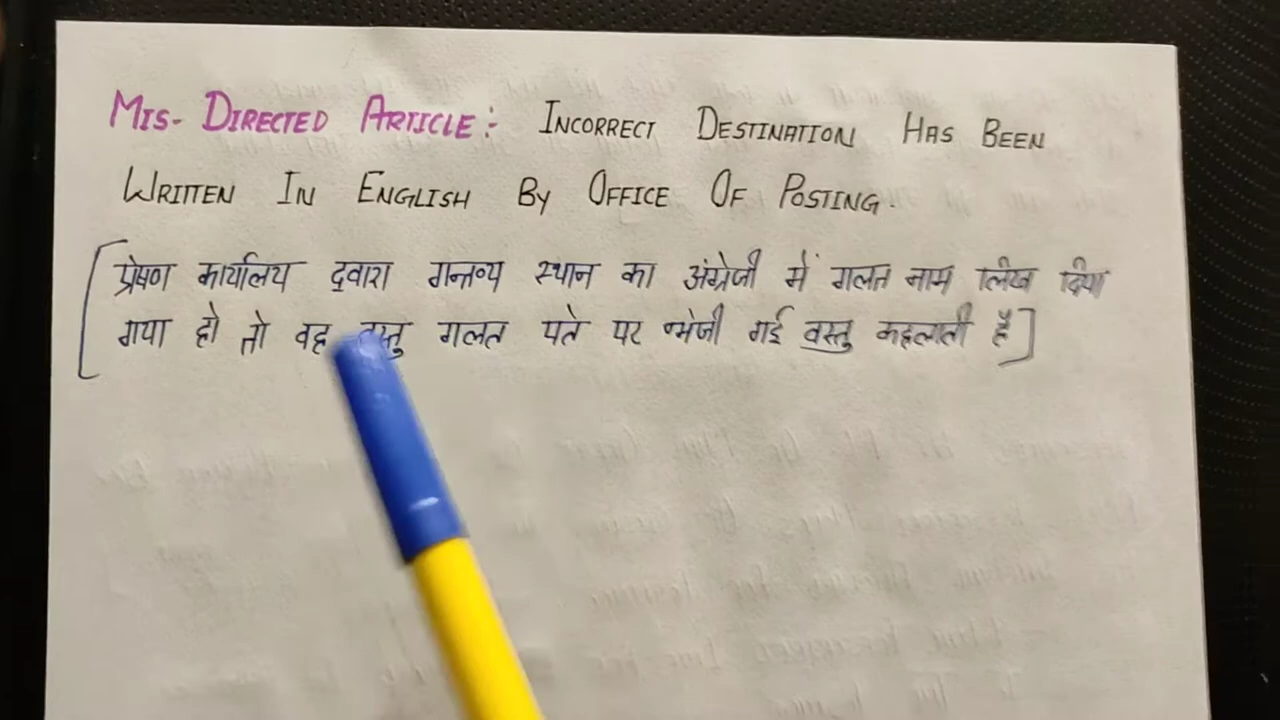 MIS- DIRECTED ARTICLE:- INCORRECT DESTINATION HAS BEEN
WRITTEN IN ENGLISH BY OFFICE OF POSTING.
[प्रेषण कार्यालय द्वारा गन्तव्य स्थान का अंग्रेजी में गलत नाम लिख दिया
गया हो तो वह वस्तु गलत पते पर भेजी गई वस्तु कहलाती है]